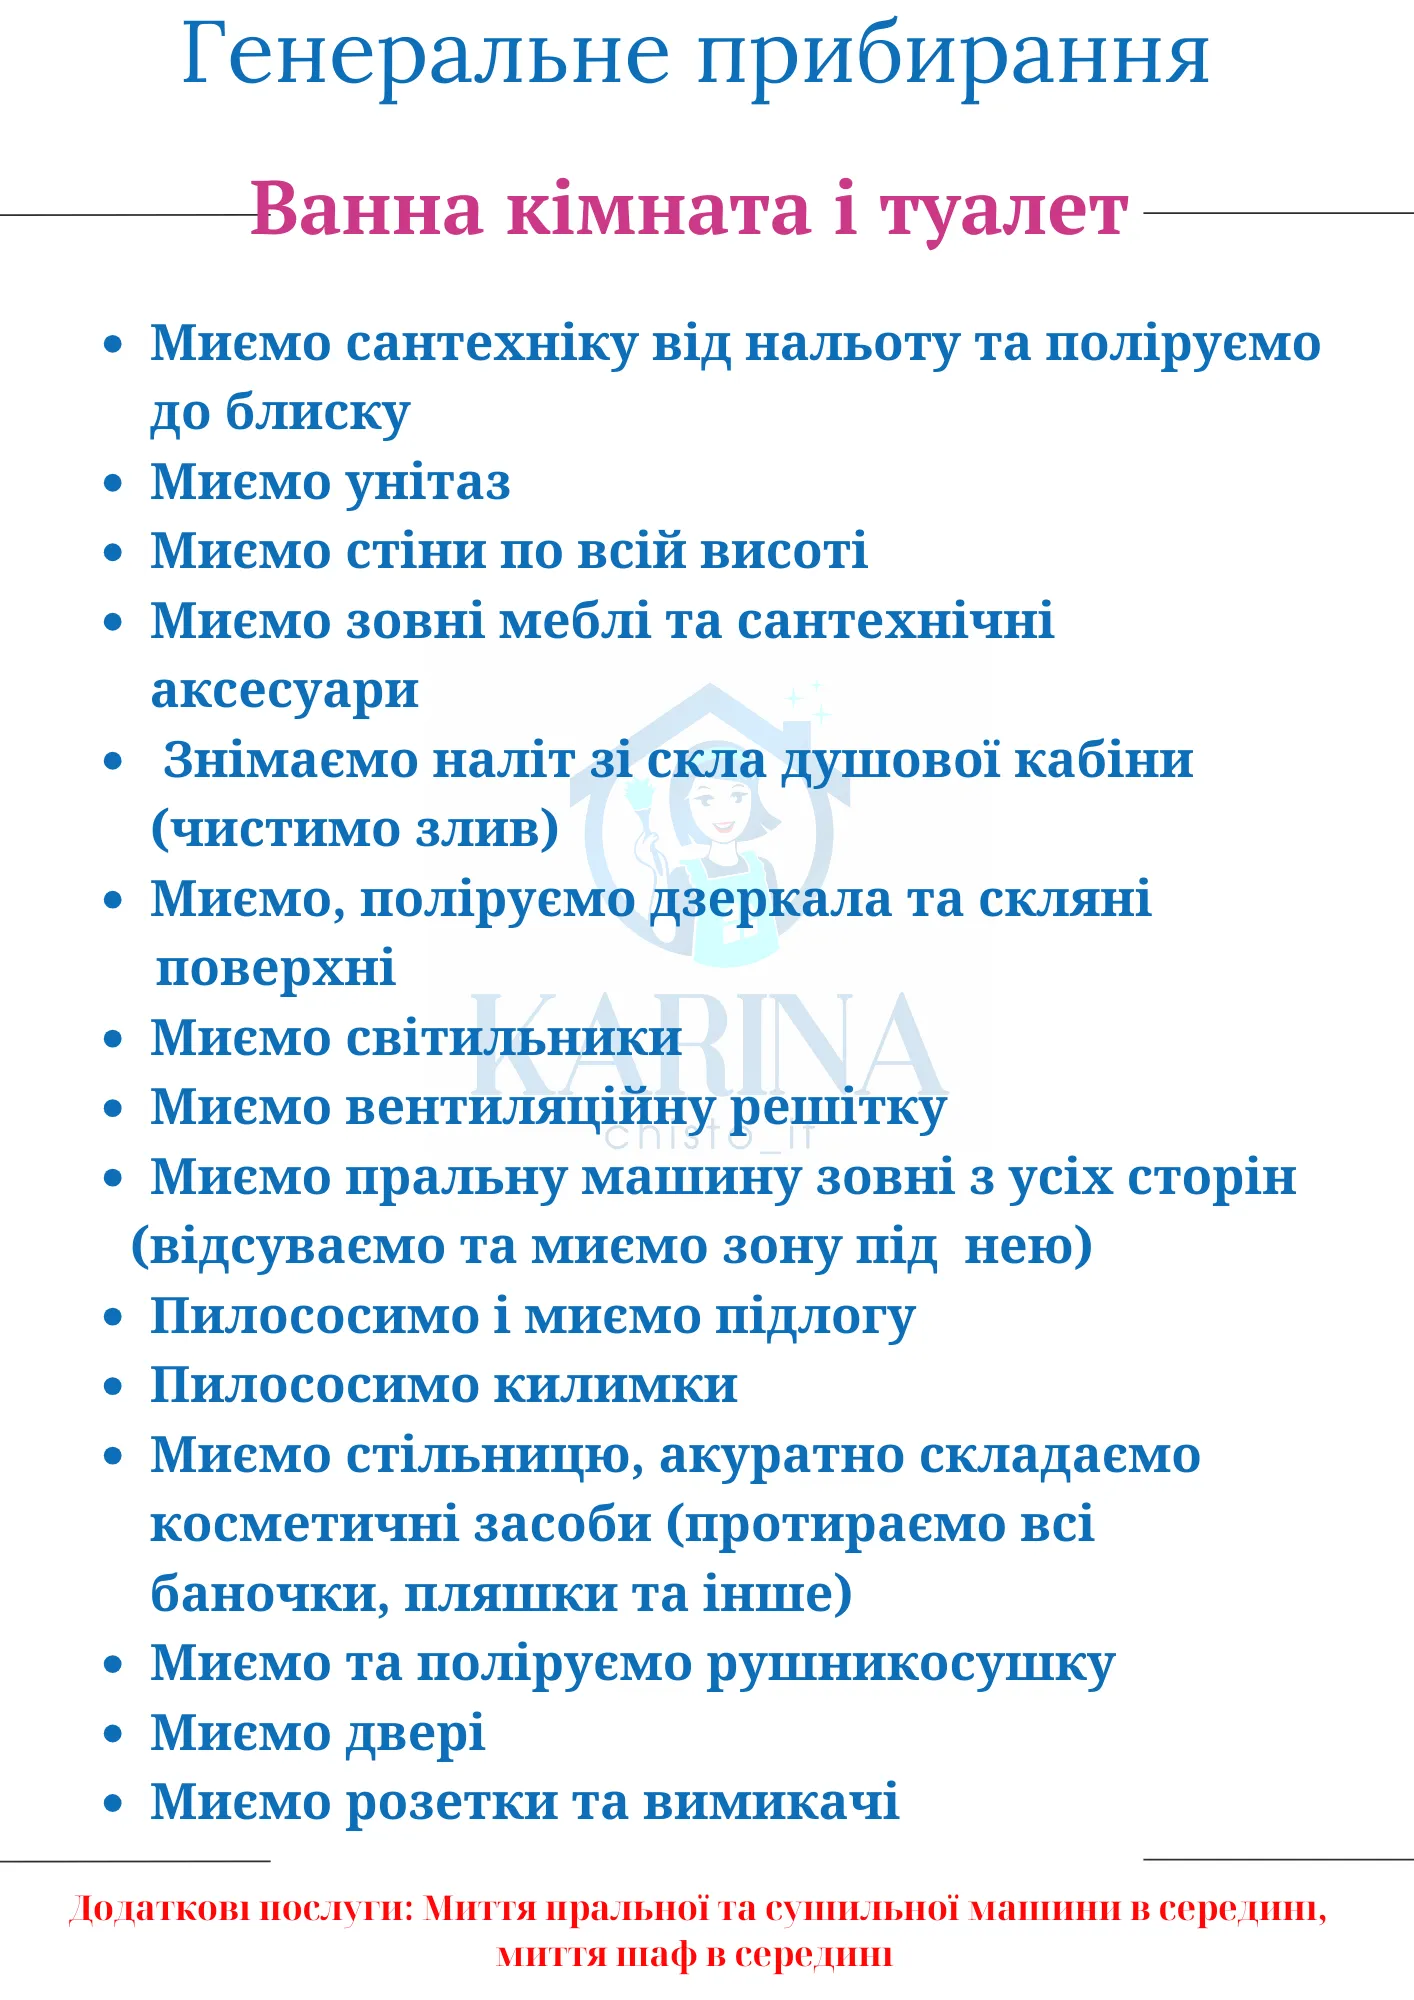 Генеральне прибирання
Ванна кімната і туалет
• Миємо сантехніку від нальоту та поліруємо
до блиску
• Миємо унітаз
• Миємо стіни по всій висоті
• Миємо зовні меблі та сантехнічні
аксесуари
• Знімаємо наліт зі скла душової кабіни
(чистимо злив)
• Миємо, поліруємо дзеркала та скляні
поверхні
KARINA
• Миємо світильники
• Миємо вентиляційну решітку
chisto_it
• Миємо пральну машину зовні з усіх сторін
(відсуваємо та миємо зону під нею)
• Пилососимо і миємо підлогу
• Пилососимо килимки
• Миємо стільницю, акуратно складаємо
косметичні засоби (протираємо всі
баночки, пляшки та інше)
• Миємо та поліруємо рушникосушку
• Миємо двері
• Миємо розетки та вимикачі
Додаткові послуги: Миття пральної та сушильної машини в середині,
миття шаф в середині